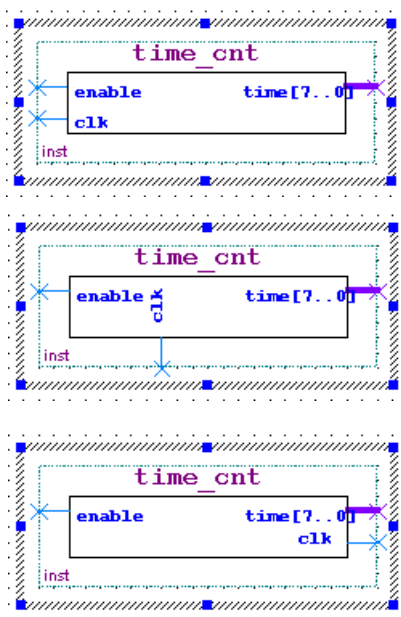 time_cnt
enable time[7..0]
clk
inst
time_cnt
enable clk time[7..0]
inst
time_cnt
enable time[7..0]
clk
inst